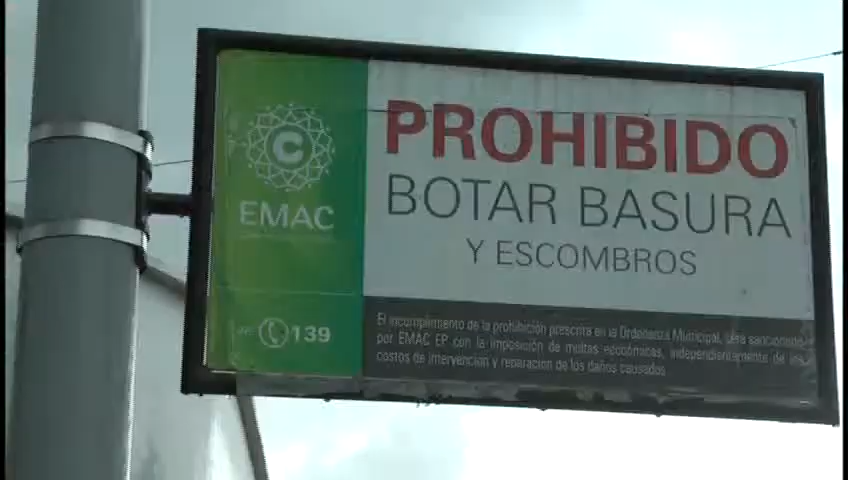 C
EMAC
139
PROHIBIDO
BOTAR BASURA
Y ESCOMBROS
El incumplimiento de la prohibición prescrita en la Ordenanza Municipal, será sancionado
por EMAC EP con la imposición de multas económicas, independientemente de los
costos de intervención y reparación de los daños causados